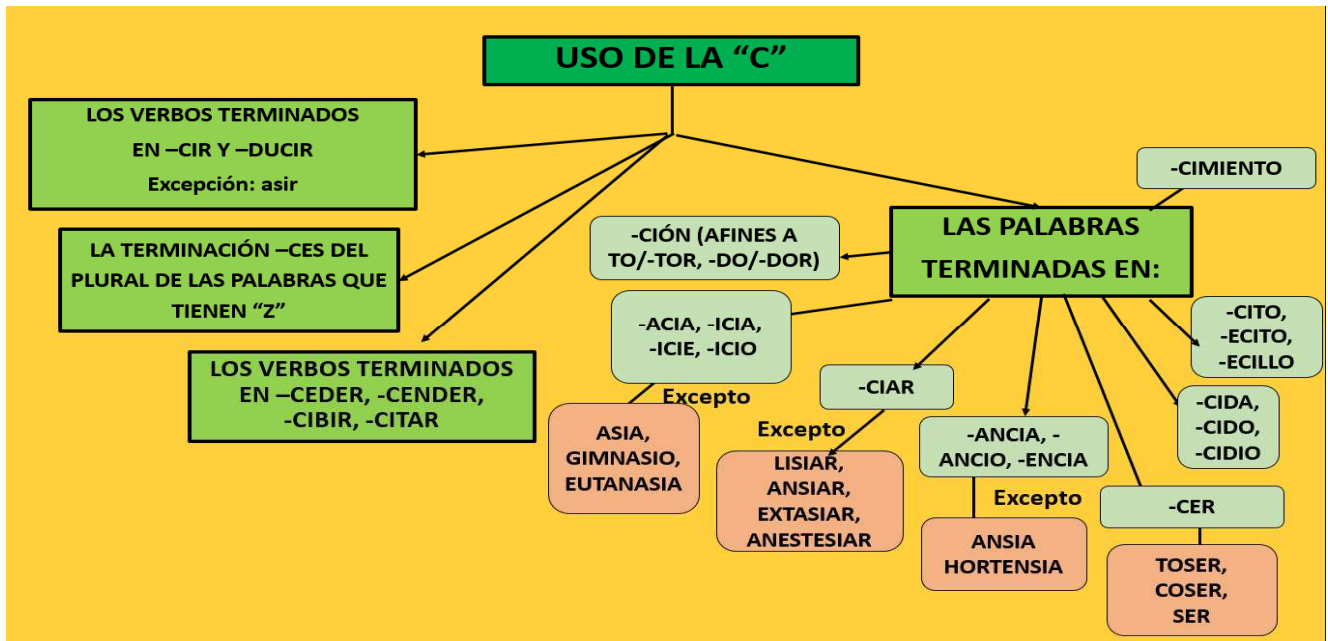 USO DE LA “C”
LOS VERBOS TERMINADOS
EN –CIR Y –DUCIR
Excepción: asir
LA TERMINACIÓN –CES DEL
PLURAL DE LAS PALABRAS QUE
TIENEN “Z”
LOS VERBOS TERMINADOS
EN –CEDER, -CENDER,
-CIBIR, -CITAR
LAS PALABRAS
TERMINADAS EN:
-CIMIENTO
-CIÓN (AFINES A
TO/-TOR, -DO/-DOR)
-ACIA, -ICIA,
-ICIE, -ICIO
Excepto
ASIA,
GIMNASIO,
EUTANASIA
-CIAR
Excepto
LISIAR,
ANSIAR,
EXTASIAR,
ANESTESIAR
-ANCIA, -
ANCIO, -ENCIA
Excepto
ANSIA
HORTENSIA
-CER
TOSER,
COSER,
SER
-CIDA,
-CIDO,
-CIDIO
-CITO,
-ECITO,
-ECILLO